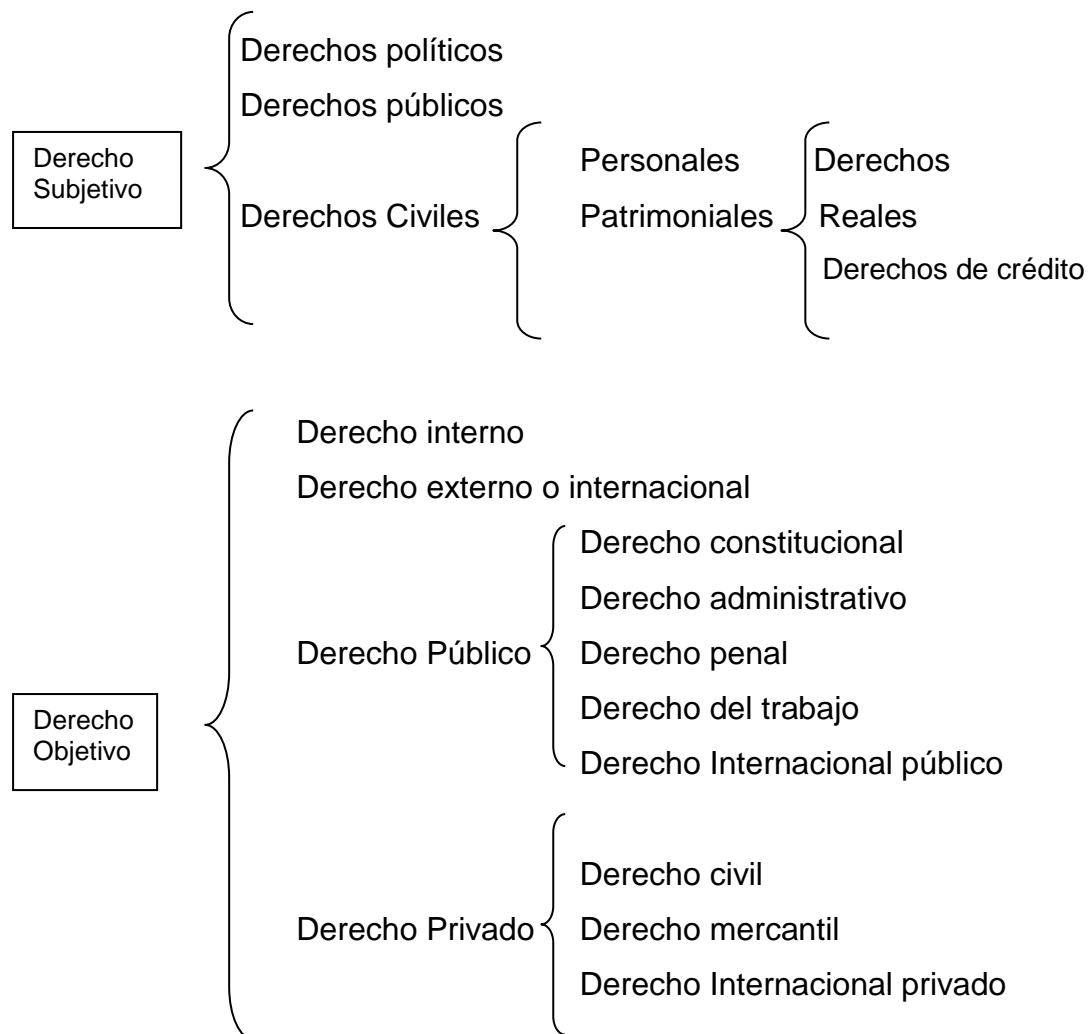 Derecho
Subjetivo
Derechos políticos
Derechos públicos
Derechos Civiles
Personales
Patrimoniales
Derechos
Reales
Derechos de crédito
Derecho
Objetivo
Derecho interno
Derecho externo o internacional
Derecho Público
Derecho constitucional
Derecho administrativo
Derecho penal
Derecho del trabajo
Derecho Internacional público
Derecho Privado
Derecho civil
Derecho mercantil
Derecho Internacional privado